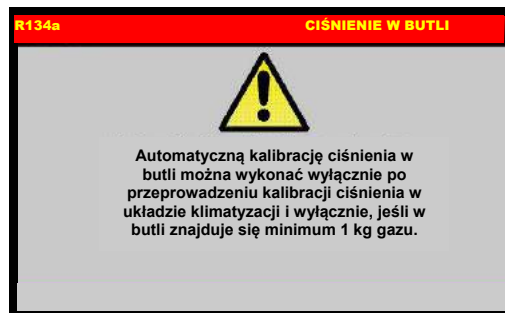 R134a CIŚNIENIE W BUTLI
Automatyczną kalibrację ciśnienia w
butli można wykonać wyłącznie po
przeprowadzeniu kalibracji ciśnienia w
układzie klimatyzacji i wyłącznie, jeśli w
butli znajduje się minimum 1 kg gazu.